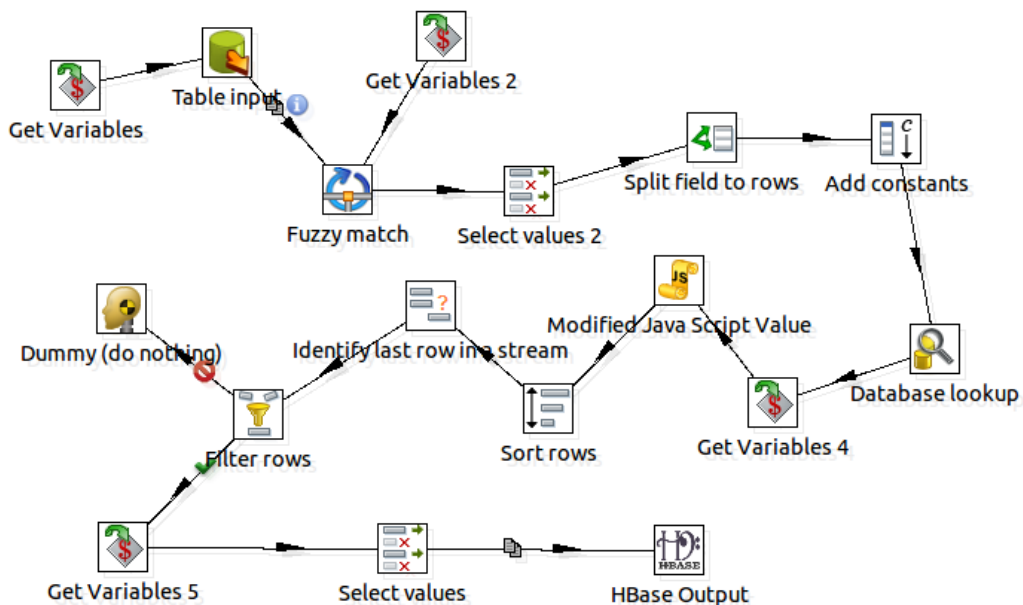 Get Variables
Table input
Get Variables 2
Fuzzy match
Select values 2
Split field to rows
C
Add constants
Dummy (do nothing)
Identify last row in a stream
JS
Modified Java Script Value
Database lookup
Filter rows
Sort rows
Get Variables 4
Get Variables 5
Select values
HBASE
HBase Output